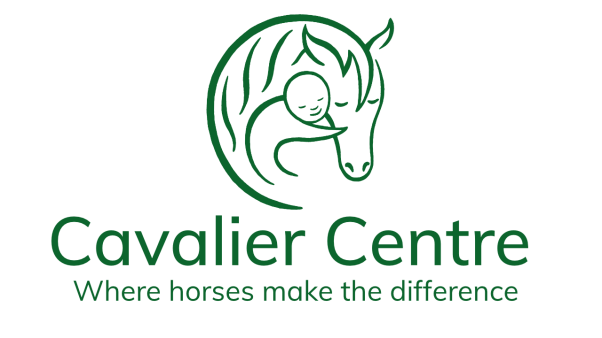 Cavalier Centre
Where horses make the difference